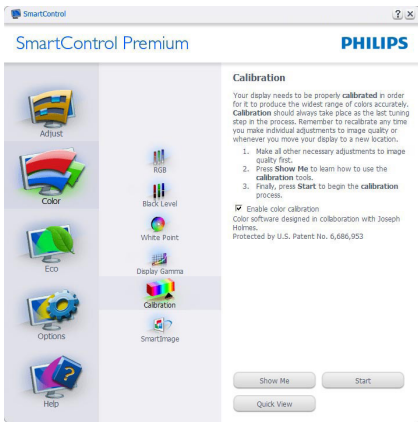 SmartControl
SmartControl Premium
PHILIPS
Adjust
Color
Eco
Options
Help
RGB
Black Level
White Point
Display Gamma
Calibration
SmartImage
Calibration
Your display needs to be properly calibrated in order
for it to produce the widest range of colors accurately.
Calibration should always take place as the last tuning
step in the process. Remember to recalibrate any time
you make individual adjustments to image quality or
whenever you move your display to a new location.
1. Make all other necessary adjustments to image
quality first.
2. Press Show Me to learn how to use the
calibration tools.
3. Finally, press Start to begin the calibration
process.
Enable color calibration
Color software designed in collaboration with Joseph
Holmes.
Protected by U.S. Patent No. 6,686,953
Show Me
Start
Quick View